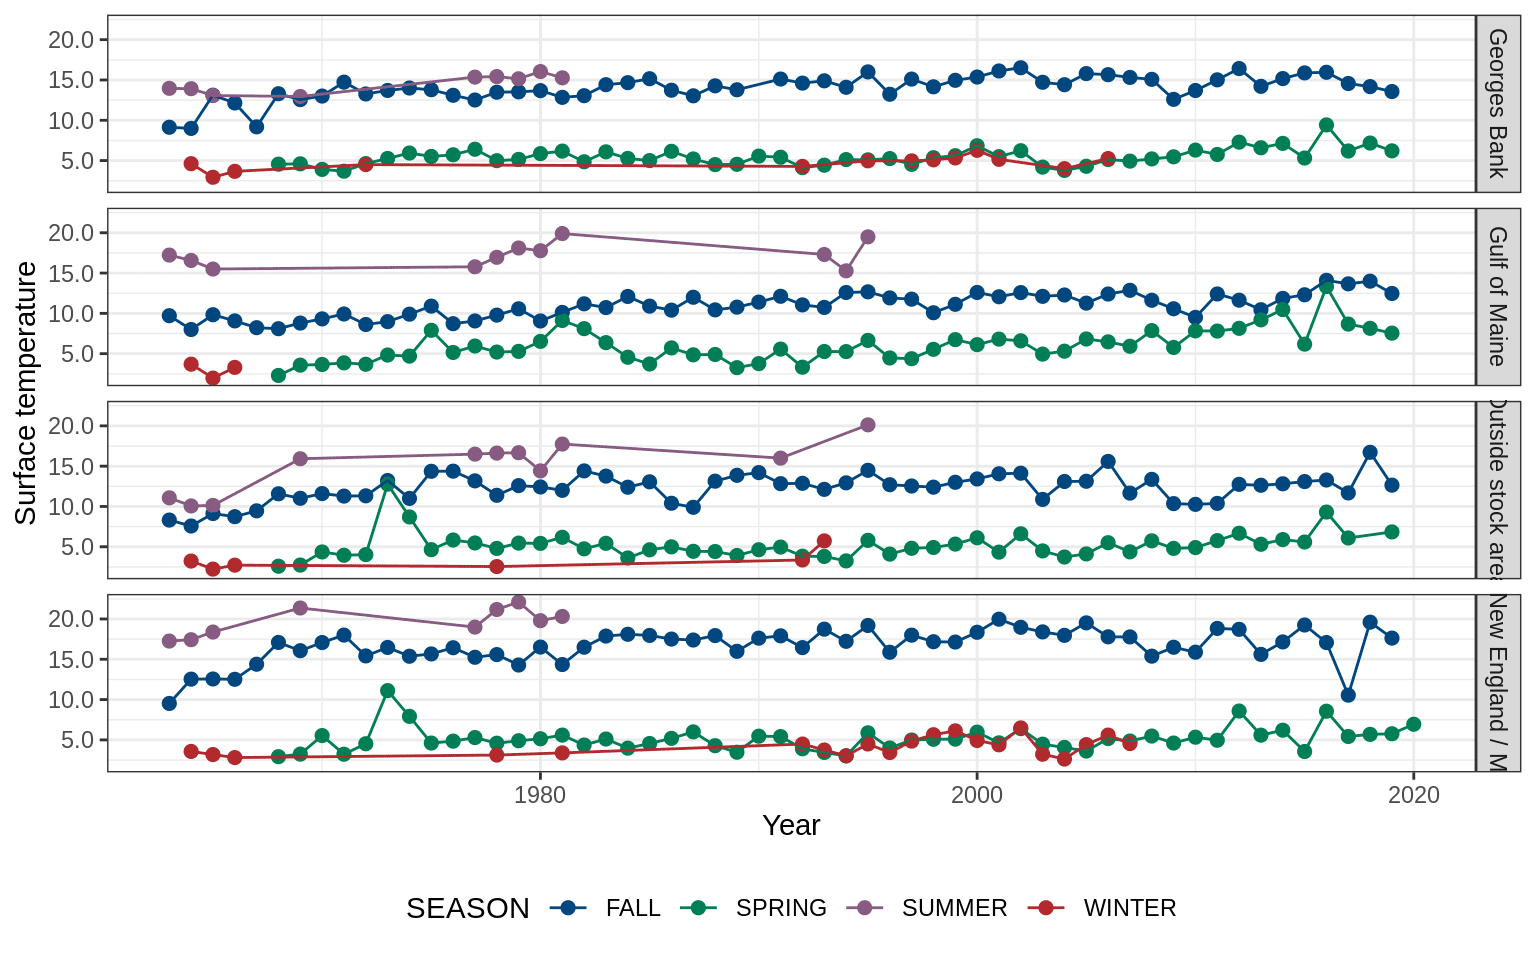 20.0
15.0
10.0
5.0
Georges Bank
20.0
15.0
10.0
5.0
Gulf of Maine
20.0
15.0
10.0
5.0
Outside stock area
20.0
15.0
10.0
5.0
New England / M
Surface temperature
1980 2000 2020
Year
SEASON FALL SPRING SUMMER WINTER